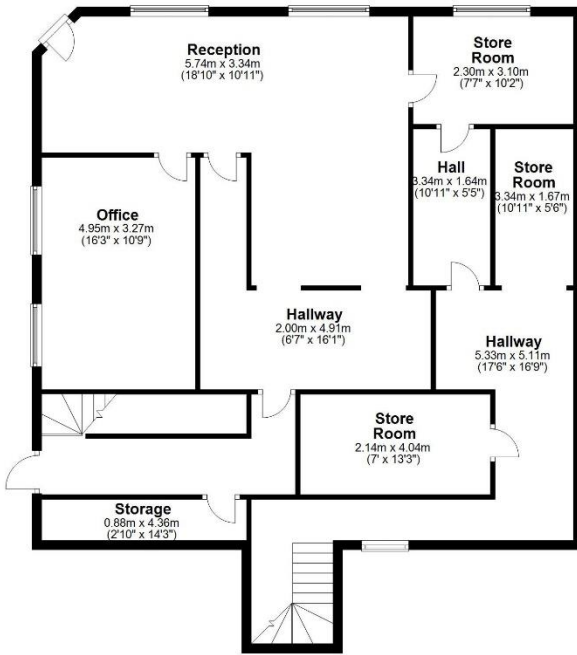 Reception
5.74m x 3.34m
(18'10" x 10'11")
Store
Room
2.30m x 3.10m
(7'7" x 10'2")
Hall
3.34m x 1.64m
(10'11" x 5'5")
Store
Room
3.34m x 1.67m
(10'11" x 5'6")
Office
4.95m x 3.27m
(16'3" x 10'9")
Hallway
2.00m x 4.91m
(6'7" x 16'1")
Hallway
5.33m x 5.11m
(17'6" x 16'9")
Store
Room
2.14m x 4.04m
(7' x 13'3")
Storage
0.88m x 4.36m
(2'10" x 14'3")